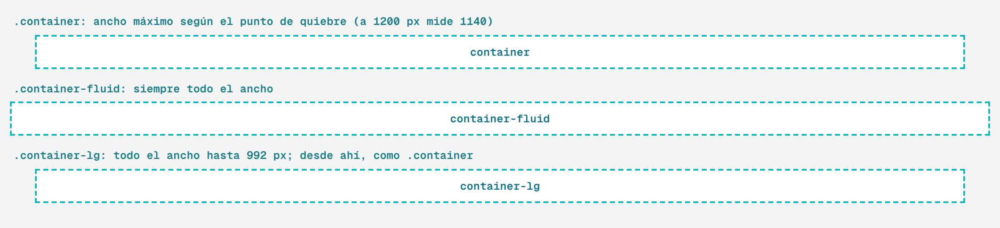 .container: ancho máximo según el punto de quiebre (a 1200 px mide 1140)
container
.container-fluid: siempre todo el ancho
container-fluid
.container-lg: todo el ancho hasta 992 px; desde ahí, como .container
container-lg